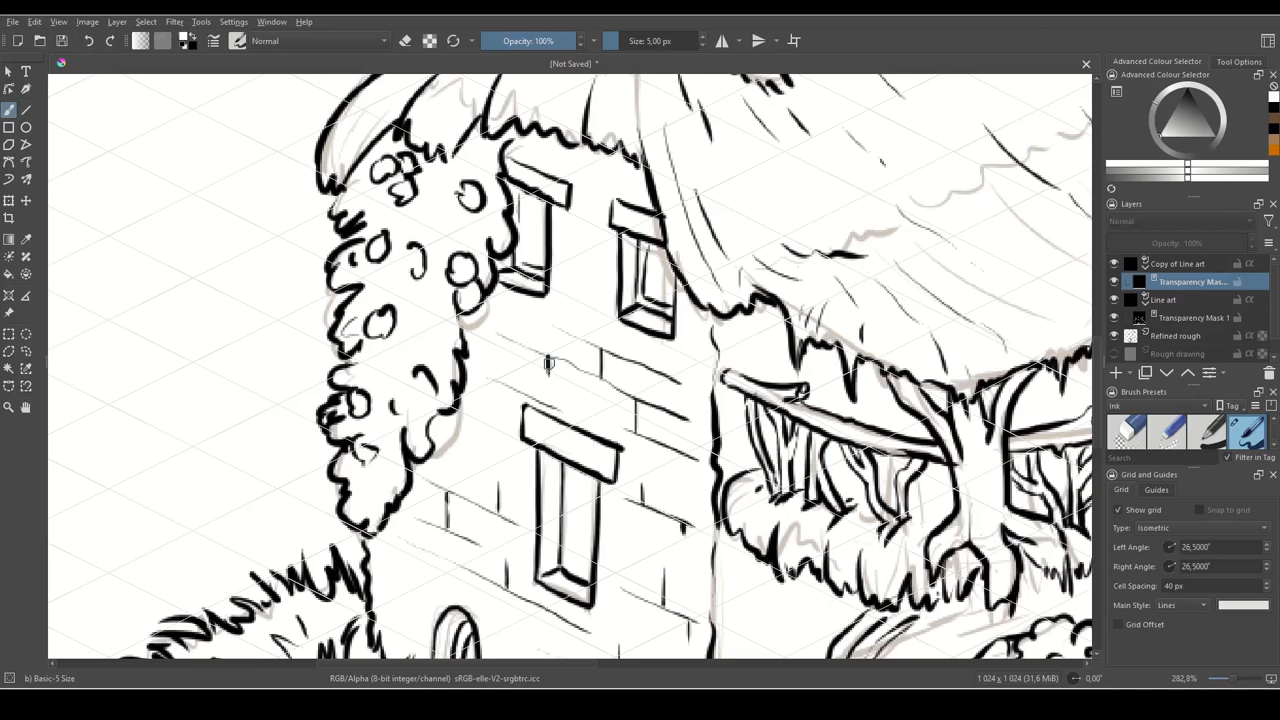 File Edit View Image Layer Select Filter Tools Settings Window Help
Normal Opacity: 100% Size: 5,00 px
[Not Saved] *
Advanced Colour Selector Tool Options
Advanced Colour Selector
Layers
Normal
Opacity: 100%
Copy of Line art
Transparency Mas...
Line art
Transparency Mask 1
Refined rough
Rough drawing
Brush Presets
Ink Tag
Search Filter in Tag
Grid and Guides
Grid Guides
Show grid Snap to grid
Type: Isometric
Left Angle: 26,5000°
Right Angle: 26,5000°
Cell Spacing: 40 px
Main Style: Lines
Grid Offset
b) Basic-5 Size RGB/Alpha (8-bit integer/channel) sRGB-elle-V2-srgbtrc.icc 1 024 x 1 024 (31,6 MiB) 0,00° 282,8%